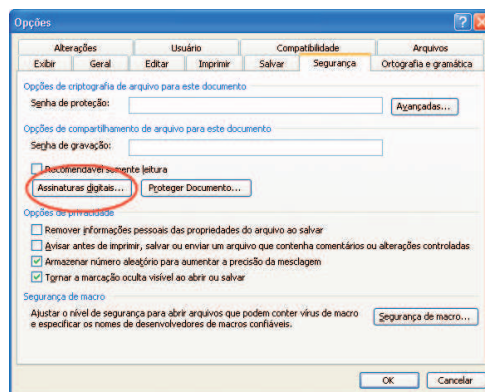 Opções
Alterações Usuário Compatibilidade Arquivos
Exibir Geral Editar Imprimir Salvar Segurança Ortografia e gramática
Opções de criptografia de arquivo para este documento
Senha de proteção: Avançadas...
Opções de compartilhamento de arquivo para este documento
Senha de gravação:
Recomendável somente leitura
Assinaturas digitais... Proteger Documento...
Opções de privacidade
Remover informações pessoais das propriedades do arquivo ao salvar
Avisar antes de imprimir, salvar ou enviar um arquivo que contenha comentários ou alterações controladas
Armazenar número aleatório para aumentar a precisão da mesclagem
Tornar a marcação oculta visível ao abrir ou salvar
Segurança de macro
Ajustar o nível de segurança para abrir arquivos que podem conter vírus de macro
e especificar os nomes de desenvolvedores de macros confiáveis.
Segurança de macro...
OK Cancelar